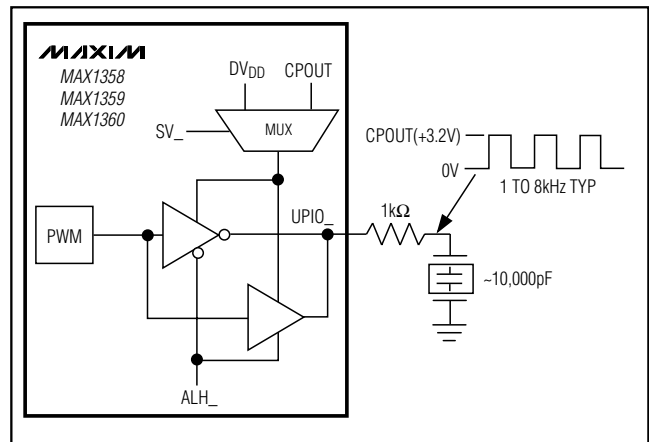 MAXIM
MAX1358
MAX1359
MAX1360
DVDD
CPOUT
SV_
MUX
CPOUT(+3.2V)
0V
1 TO 8kHz TYP
UPIO_
1kΩ
PWM
~10,000pF
ALH_